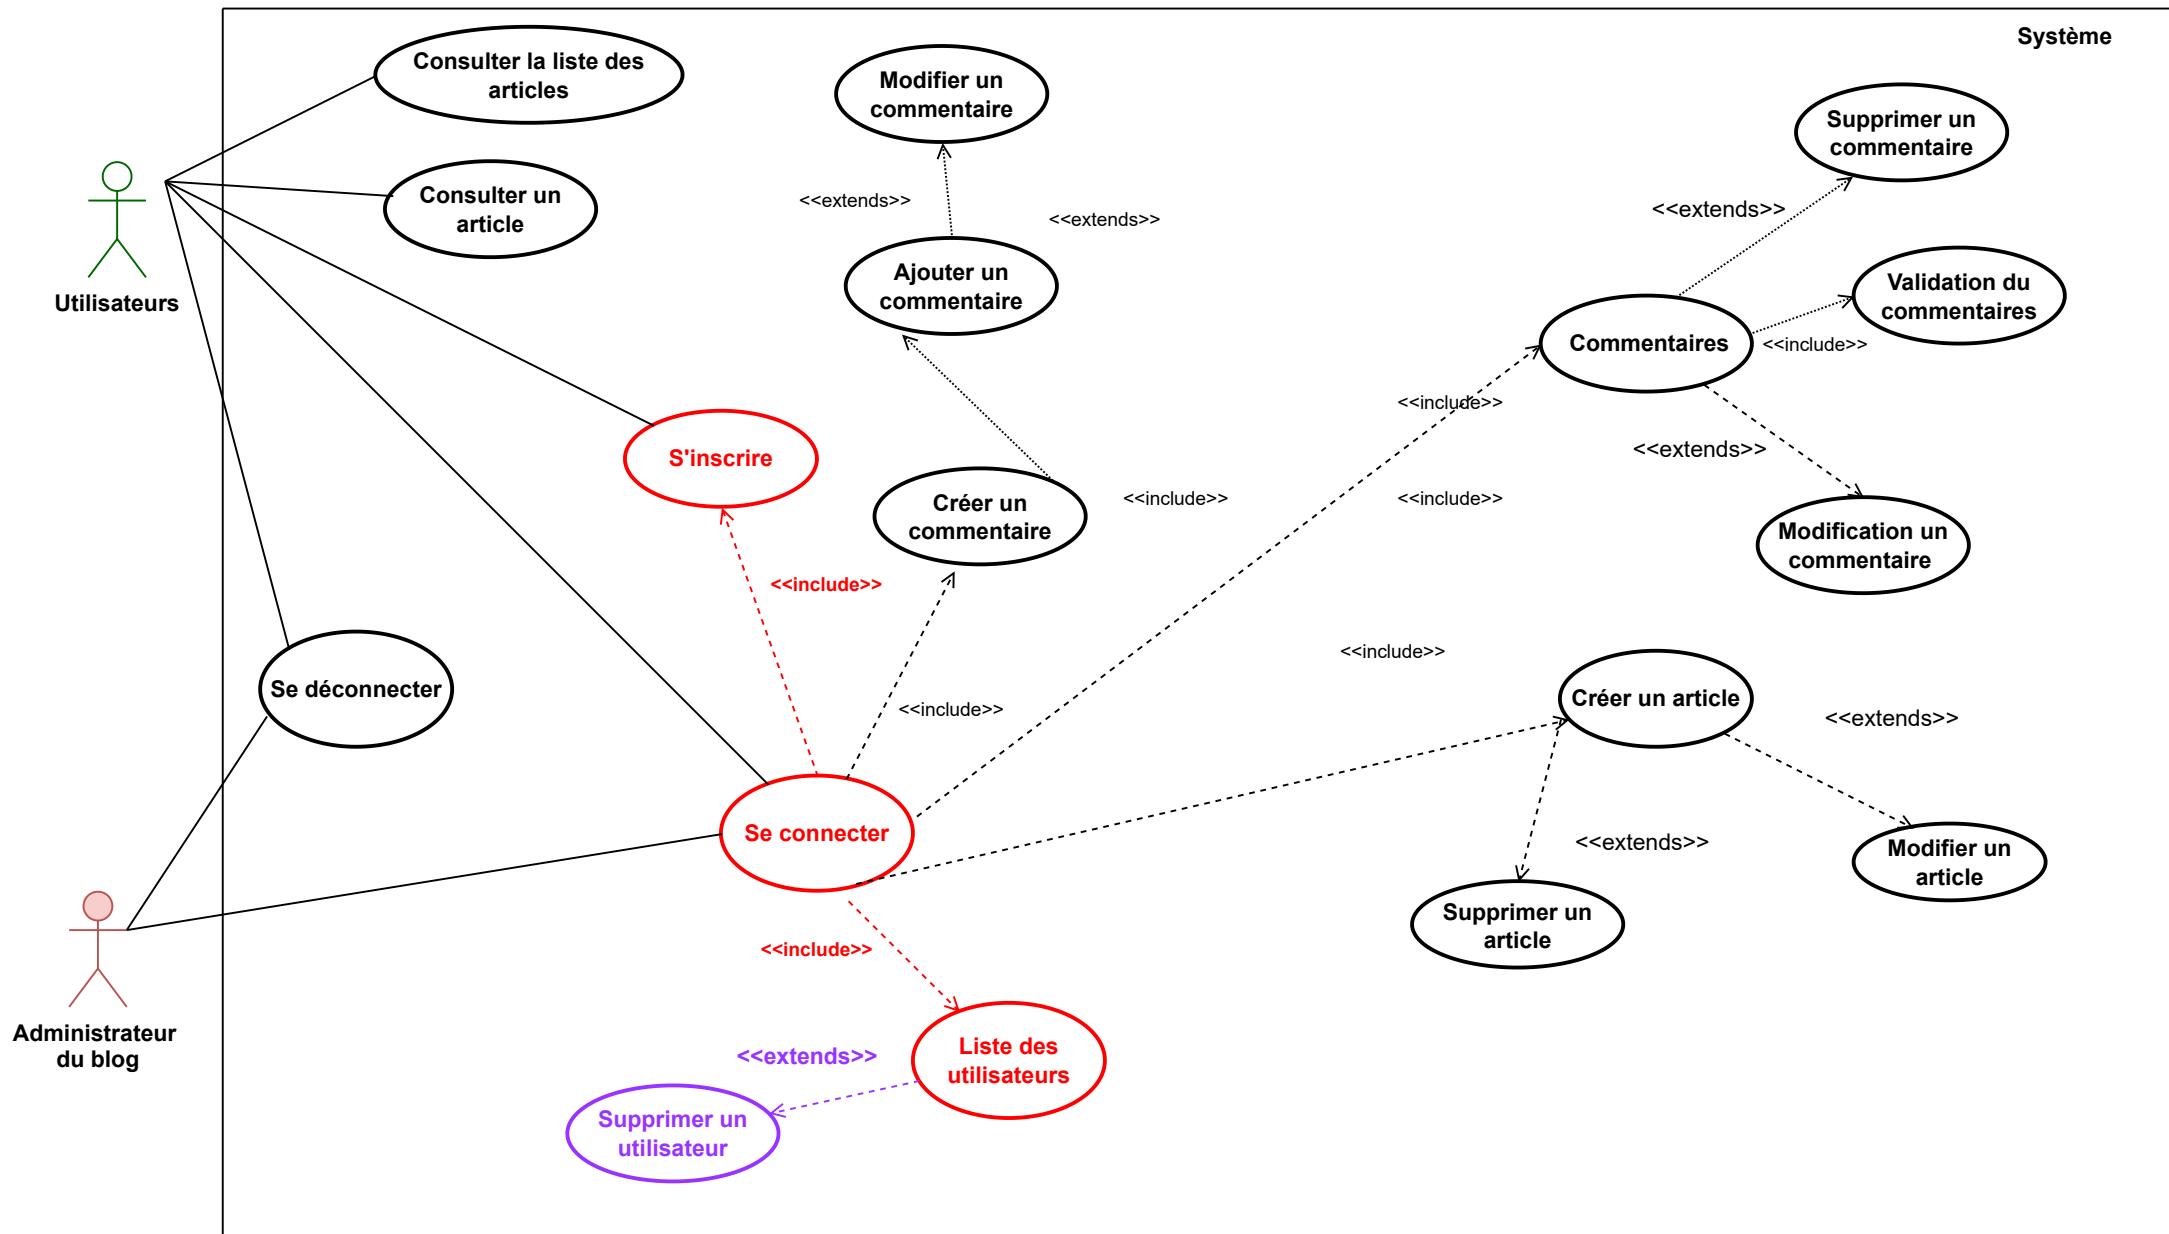 Système
Consulter la liste des
articles
Modifier un
commentaire
Supprimer un
commentaire
Consulter un
article
<<extends>>
<<extends>>
<<extends>>
Utilisateurs
Ajouter un
commentaire
Validation du
commentaires
Commentaires
<<include>>
<<include>>
<<extends>>
S'inscrire
Créer un
commentaire
<<include>>
<<include>>
Modification un
commentaire
<<include>>
<<include>>
Se déconnecter
Créer un article
<<include>>
<<extends>>
Se connecter
<<extends>>
Modifier un
article
Supprimer un
article
<<include>>
Administrateur
du blog
Liste des
utilisateurs
<<extends>>
Supprimer un
utilisateur